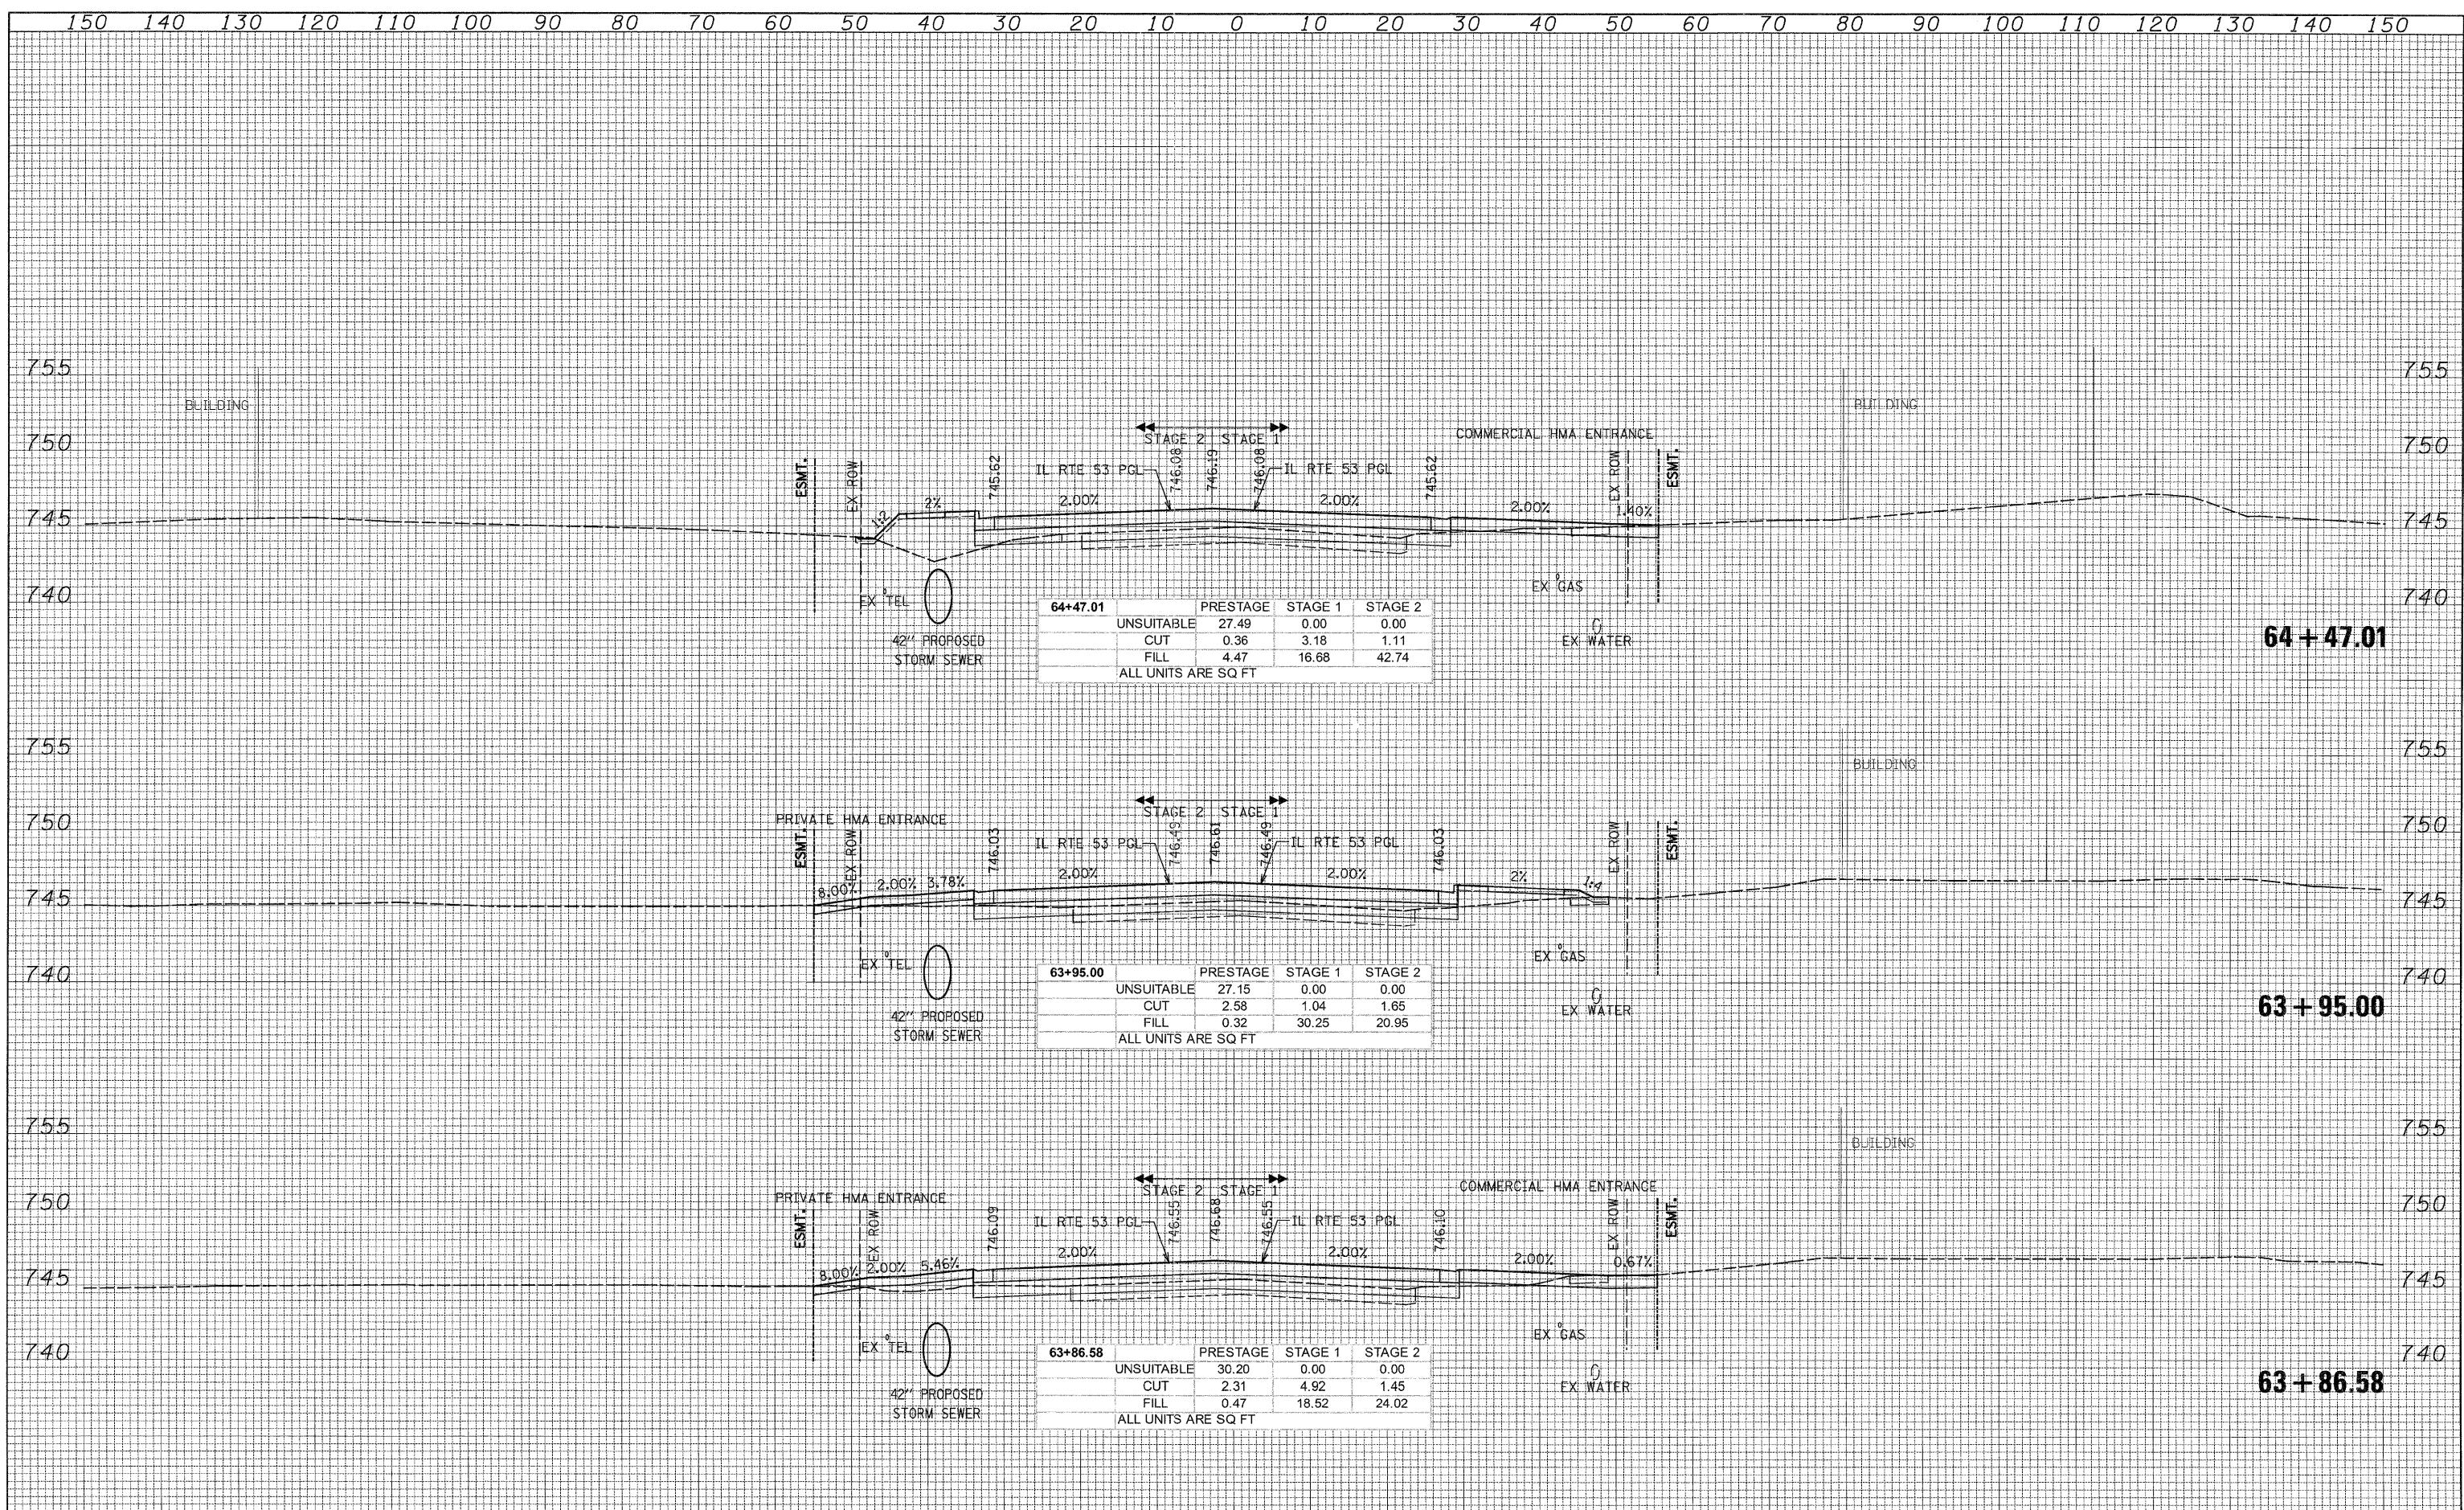 150 140 130 120 110 100 90 80 70 60 50 40 30 20 10 0 10 20 30 40 50 60 70 80 90 100 110 120 130 140 150
755 755
BUILDING BUILDING
750 750
STAGE 2 STAGE 1
COMMERCIAL HMA ENTRANCE
ESMT. EX ROW 745.62 IL RTE 53 PGL 746.08 746.19 746.08 IL RTE 53 PGL 745.62 EX ROW ESMT.
1:2 2% 2.00% 2.00% 2.00% 1.40%
745 745
740 740
EX TEL EX GAS
42" PROPOSED
STORM SEWER
EX WATER
64+47.01 PRESTAGE STAGE 1 STAGE 2
UNSUITABLE 27.49 0.00 0.00
CUT 0.36 3.18 1.11
FILL 4.47 16.68 42.74
ALL UNITS ARE SQ FT
64+47.01
755 755
BUILDING
750 750
STAGE 2 STAGE 1
PRIVATE HMA ENTRANCE
ESMT. EX ROW 746.03 IL RTE 53 PGL 746.49 746.61 746.49 IL RTE 53 PGL 746.03 EX ROW ESMT.
8.00% 2.00% 3.78% 2.00% 2.00% 2% 1:4
745 745
EX TEL EX GAS
740 740
42" PROPOSED
STORM SEWER
EX WATER
63+95.00 PRESTAGE STAGE 1 STAGE 2
UNSUITABLE 27.15 0.00 0.00
CUT 2.58 1.04 1.65
FILL 0.32 30.25 20.95
ALL UNITS ARE SQ FT
63+95.00
755 755
BUILDING
750 750
STAGE 2 STAGE 1
PRIVATE HMA ENTRANCE COMMERCIAL HMA ENTRANCE
ESMT. EX ROW 746.09 IL RTE 53 PGL 746.55 746.68 746.55 IL RTE 53 PGL 746.10 EX ROW ESMT.
8.00% 2.00% 5.46% 2.00% 2.00% 2.00% 0.67%
745 745
EX TEL EX GAS
740 740
42" PROPOSED
STORM SEWER
EX WATER
63+86.58 PRESTAGE STAGE 1 STAGE 2
UNSUITABLE 30.20 0.00 0.00
CUT 2.31 4.92 1.45
FILL 0.47 18.52 24.02
ALL UNITS ARE SQ FT
63+86.58